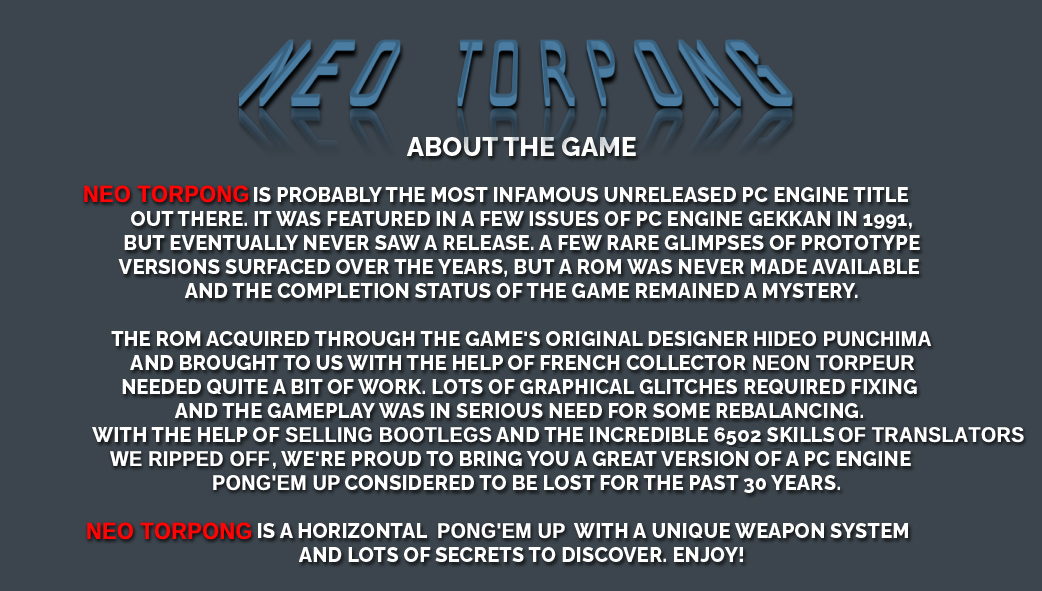 NEO TORPONG
ABOUT THE GAME
NEO TORPONG IS PROBABLY THE MOST INFAMOUS UNRELEASED PC ENGINE TITLE
OUT THERE. IT WAS FEATURED IN A FEW ISSUES OF PC ENGINE GEKKAN IN 1991,
BUT EVENTUALLY NEVER SAW A RELEASE. A FEW RARE GLIMPSES OF PROTOTYPE
VERSIONS SURFACED OVER THE YEARS, BUT A ROM WAS NEVER MADE AVAILABLE
AND THE COMPLETION STATUS OF THE GAME REMAINED A MYSTERY.
THE ROM ACQUIRED THROUGH THE GAME'S ORIGINAL DESIGNER HIDEO PUNCHIMA
AND BROUGHT TO US WITH THE HELP OF FRENCH COLLECTOR NEON TORPEUR
NEEDED QUITE A BIT OF WORK. LOTS OF GRAPHICAL GLITCHES REQUIRED FIXING
AND THE GAMEPLAY WAS IN SERIOUS NEED FOR SOME REBALANCING.
WITH THE HELP OF SELLING BOOTLEGS AND THE INCREDIBLE 6502 SKILLS OF TRANSLATORS
WE RIPPED OFF, WE'RE PROUD TO BRING YOU A GREAT VERSION OF A PC ENGINE
PONG'EM UP CONSIDERED TO BE LOST FOR THE PAST 30 YEARS.
NEO TORPONG IS A HORIZONTAL PONG'EM UP WITH A UNIQUE WEAPON SYSTEM
AND LOTS OF SECRETS TO DISCOVER. ENJOY!